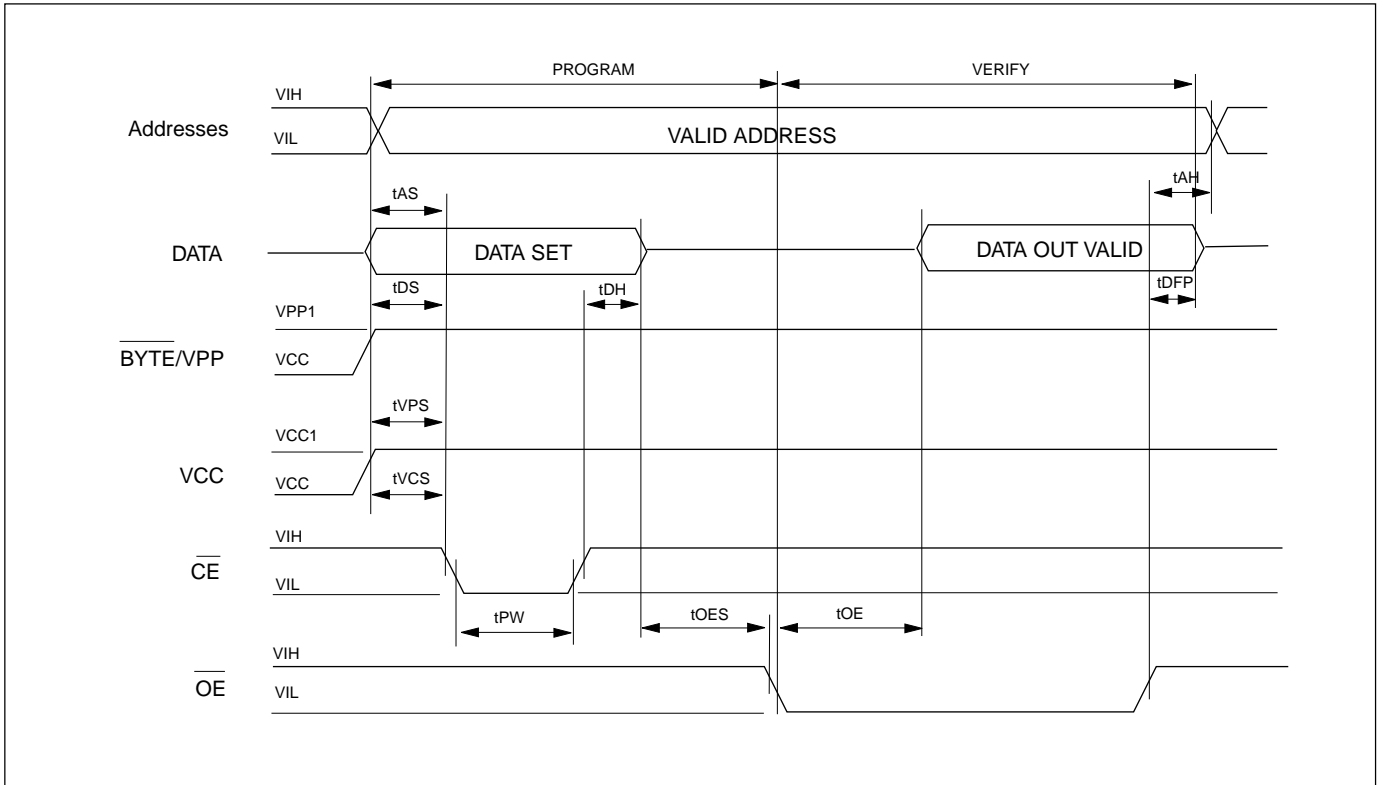 PROGRAM VERIFY
VIH
Addresses
VIL
VALID ADDRESS
tAH
tAS
DATA
DATA SET
DATA OUT VALID
tDS
tDH
tDFP
VPP1
BYTE/VPP
VCC
tVPS
VCC1
VCC
VCC
tVCS
VIH
CE
VIL
tPW
tOES
tOE
VIH
OE
VIL